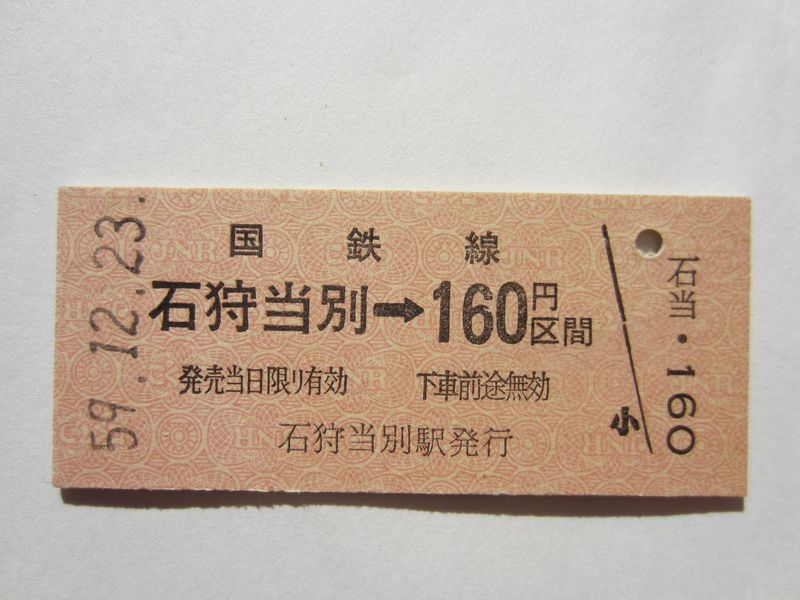 59.12.23.
国鉄線
石狩当別→160円区間
発売当日限り有効 下車前途無効
石狩当別駅発行
小
石当・160
JNR